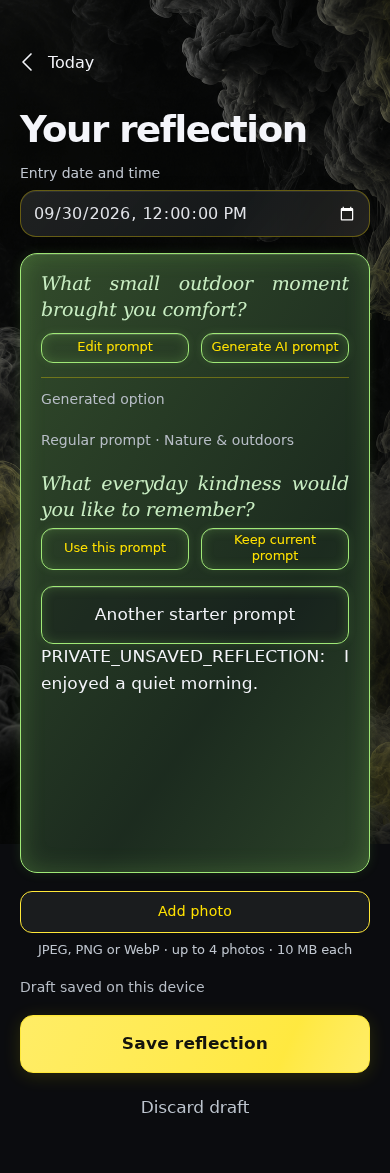 Today
Your reflection
Entry date and time
09/30/2026, 12:00:00 PM
What small outdoor moment
brought you comfort?
Edit prompt
Generate AI prompt
Generated option
Regular prompt · Nature & outdoors
What everyday kindness would
you like to remember?
Use this prompt
Keep current
prompt
Another starter prompt
PRIVATE_UNSAVED_REFLECTION: I
enjoyed a quiet morning.
Add photo
JPEG, PNG or WebP · up to 4 photos · 10 MB each
Draft saved on this device
Save reflection
Discard draft